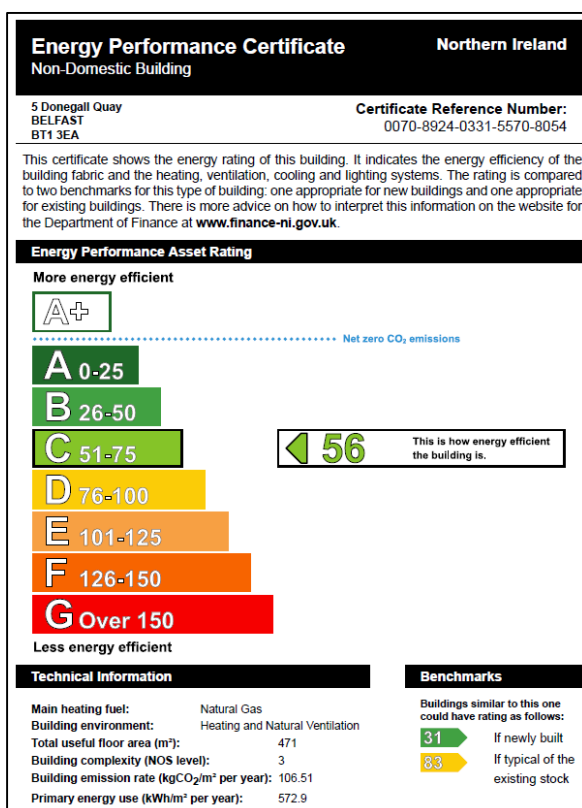 Energy Performance Certificate
Northern Ireland
Non-Domestic Building
5 Donegall Quay
BELFAST
BT1 3EA
Certificate Reference Number:
0070-8924-0331-5570-8054
This certificate shows the energy rating of this building. It indicates the energy efficiency of the
building fabric and the heating, ventilation, cooling and lighting systems. The rating is compared
to two benchmarks for this type of building: one appropriate for new buildings and one appropriate
for existing buildings. There is more advice on how to interpret this information on the website for
the Department of Finance at www.finance-ni.gov.uk.
Energy Performance Asset Rating
More energy efficient
A+
Net zero CO₂ emissions
A 0-25
B 26-50
C 51-75
56
This is how energy efficient
the building is.
D 76-100
E 101-125
F 126-150
G Over 150
Less energy efficient
Technical Information
Main heating fuel: Natural Gas
Building environment: Heating and Natural Ventilation
Total useful floor area (m²): 471
Building complexity (NOS level): 3
Building emission rate (kgCO₂/m² per year): 106.51
Primary energy use (kWh/m² per year): 572.9
Benchmarks
Buildings similar to this one
could have rating as follows:
31 If newly built
83 If typical of the
existing stock